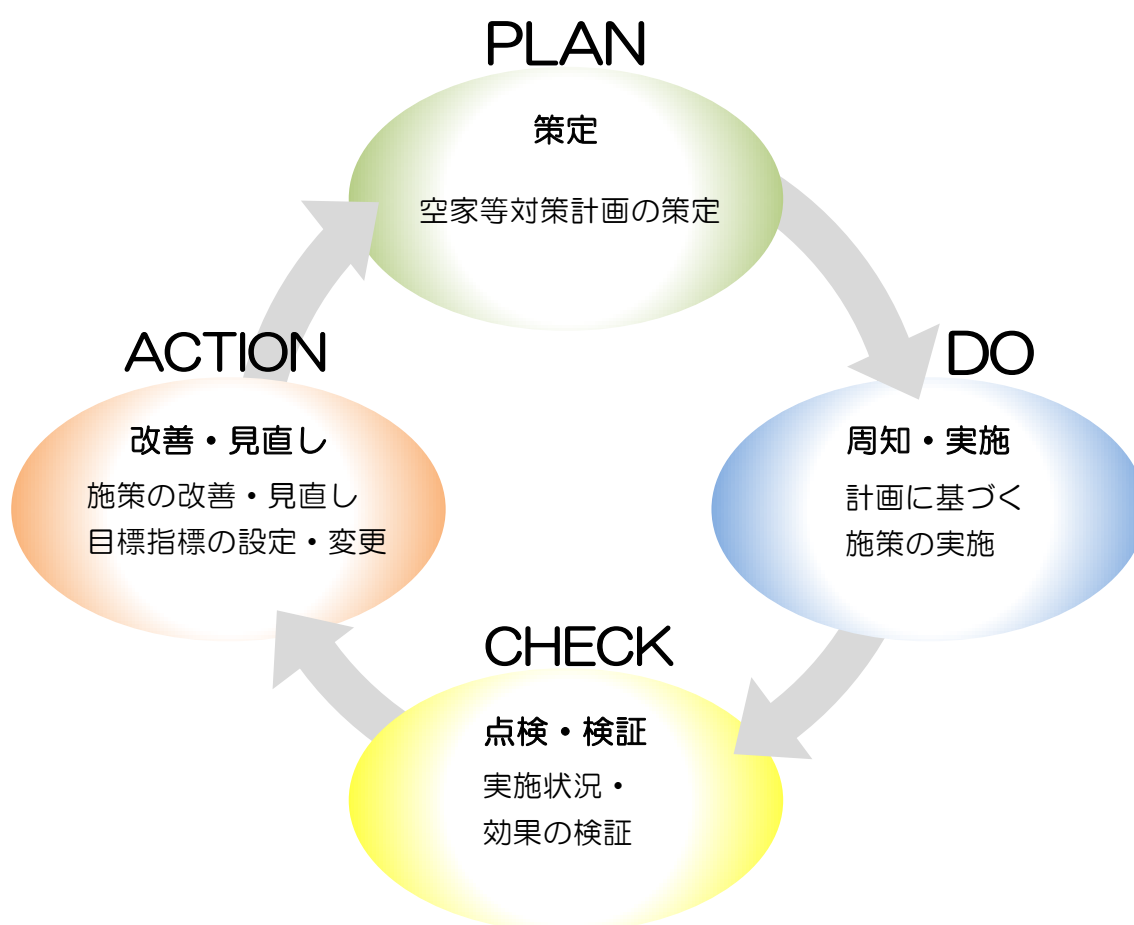 PLAN
策定
空家等対策計画の策定
DO
周知・実施
計画に基づく
施策の実施
CHECK
点検・検証
実施状況・
効果の検証
ACTION
改善・見直し
施策の改善・見直し
目標指標の設定・変更